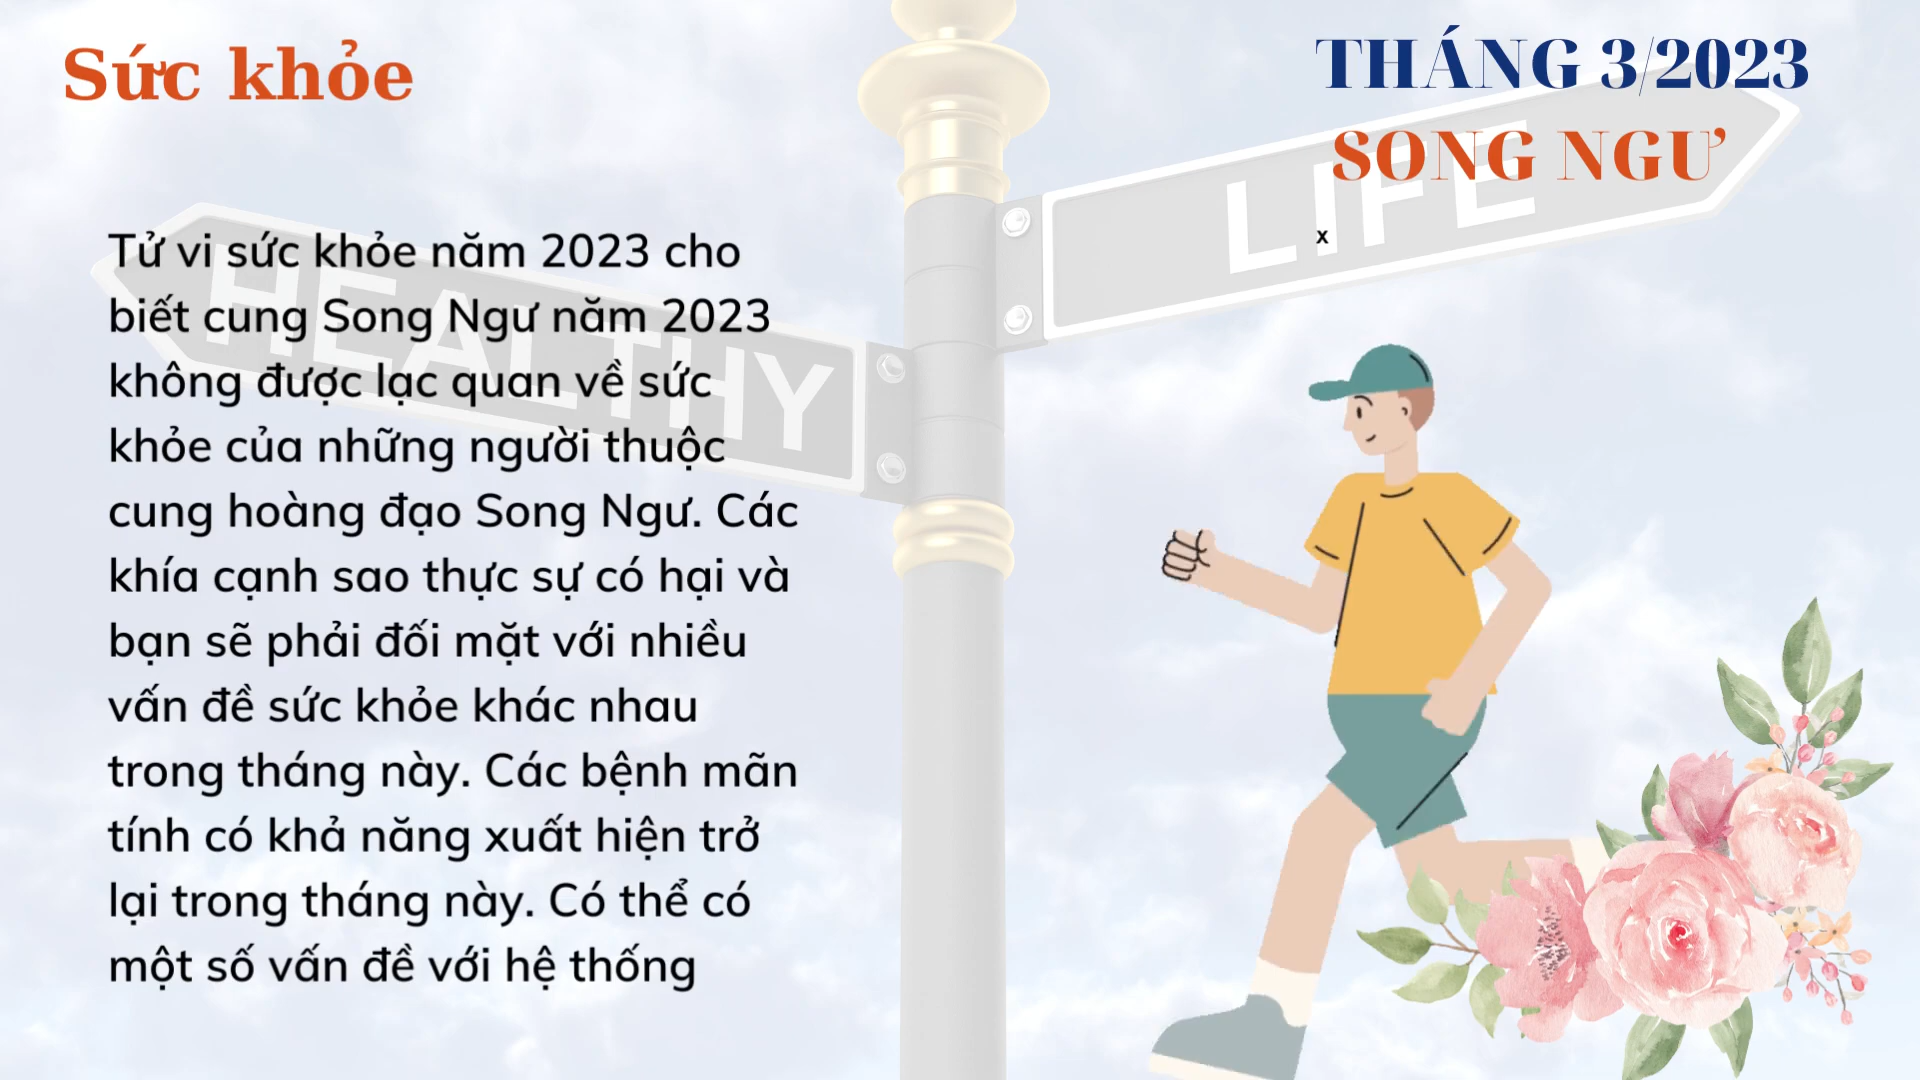 Sức khỏe
THÁNG 3/2023
SONG NGƯ
LIFE
x
HEALTHY
Tử vi sức khỏe năm 2023 cho
biết cung Song Ngư năm 2023
không được lạc quan về sức
khỏe của những người thuộc
cung hoàng đạo Song Ngư. Các
khía cạnh sao thực sự có hại và
bạn sẽ phải đối mặt với nhiều
vấn đề sức khỏe khác nhau
trong tháng này. Các bệnh mãn
tính có khả năng xuất hiện trở
lại trong tháng này. Có thể có
một số vấn đề với hệ thống